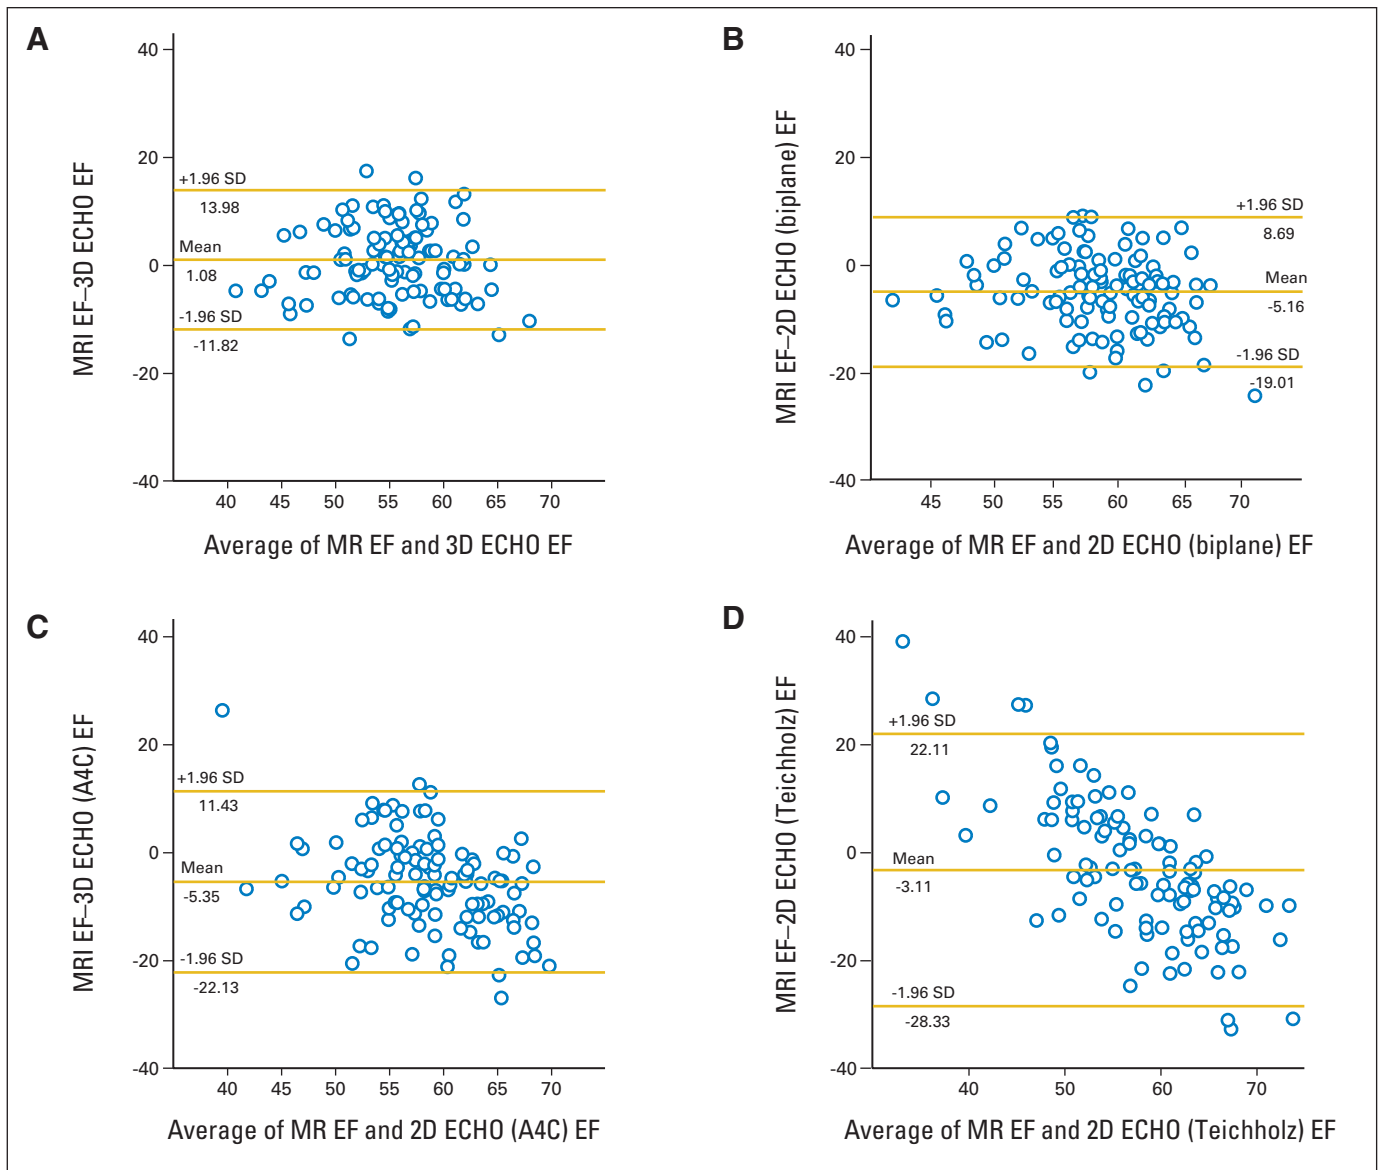 A
MRI EF–3D ECHO EF
40
20
0
-20
-40
+1.96 SD
13.98
Mean
1.08
-1.96 SD
-11.82
40 45 50 55 60 65 70
Average of MR EF and 3D ECHO EF
B
MRI EF–2D ECHO (biplane) EF
40
20
0
-20
-40
+1.96 SD
8.69
Mean
-5.16
-1.96 SD
-19.01
45 50 55 60 65 70
Average of MR EF and 2D ECHO (biplane) EF
C
MRI EF–3D ECHO (A4C) EF
40
20
0
-20
-40
+1.96 SD
11.43
Mean
-5.35
-1.96 SD
-22.13
40 45 50 55 60 65 70
Average of MR EF and 2D ECHO (A4C) EF
D
MRI EF–2D ECHO (Teichholz) EF
40
20
0
-20
-40
+1.96 SD
22.11
Mean
-3.11
-1.96 SD
-28.33
40 50 60 70
Average of MR EF and 2D ECHO (Teichholz) EF